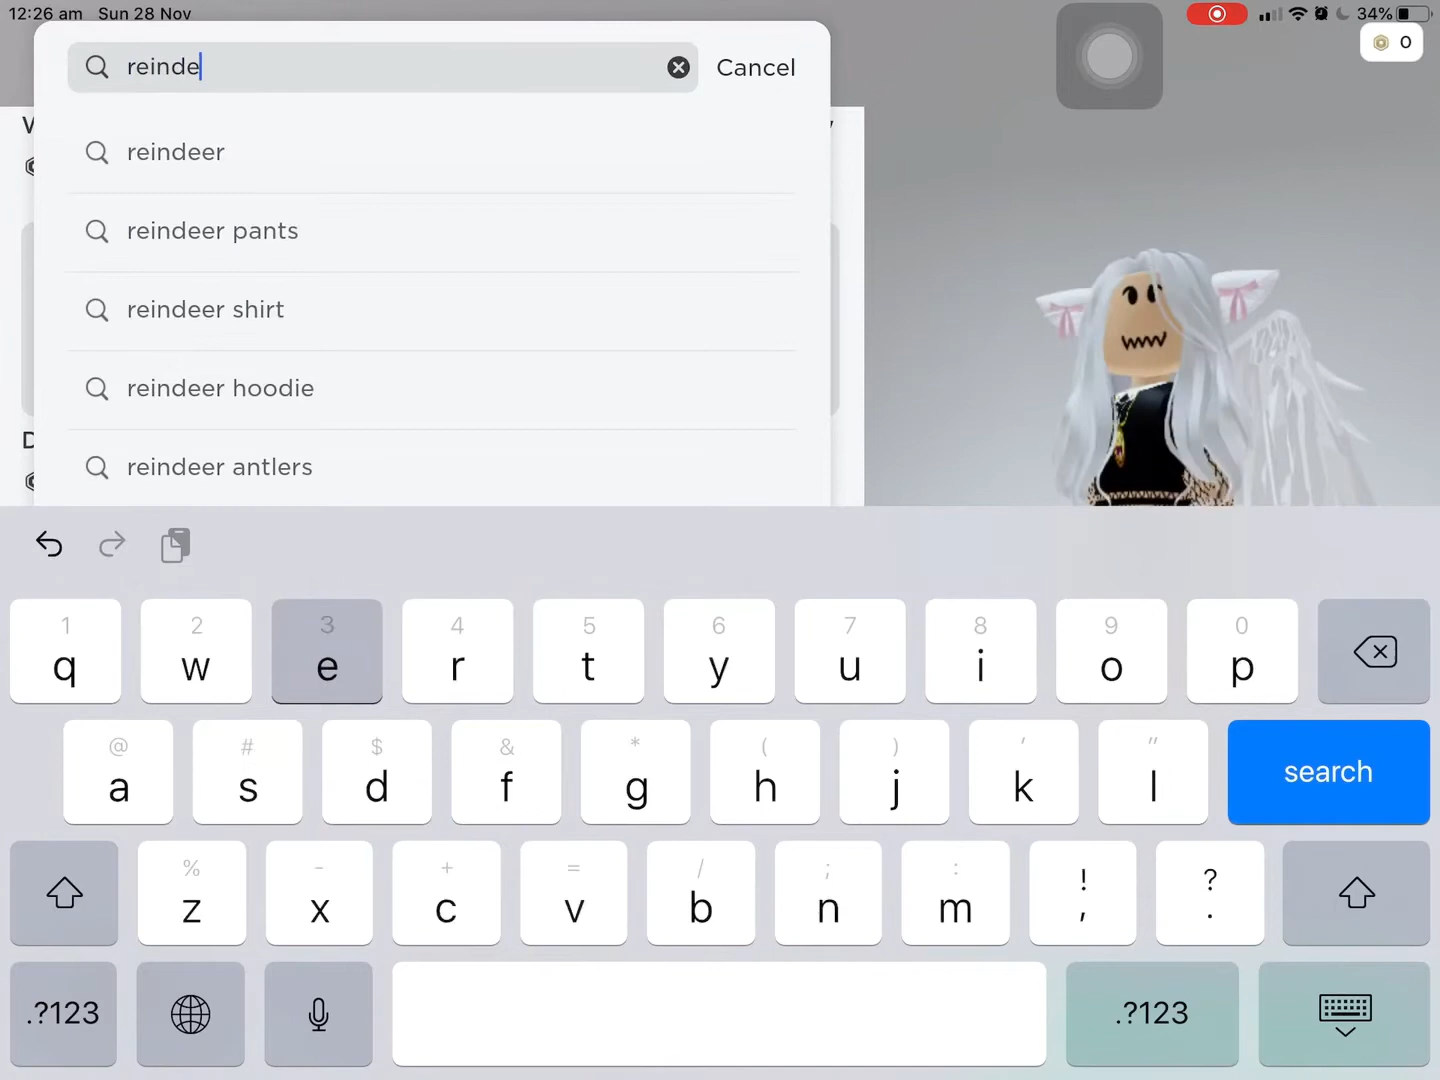 12:26 am Sun 28 Nov
34%
0
reinde
Cancel
reindeer
reindeer pants
reindeer shirt
reindeer hoodie
reindeer antlers
V
D
1 2 3 4 5 6 7 8 9 0
q w e r t y u i o p
@ # $ & * ( ) ' "
a s d f g h j k l search
% - + = / ; : ! ?
z x c v b n m , .
.?123 .?123